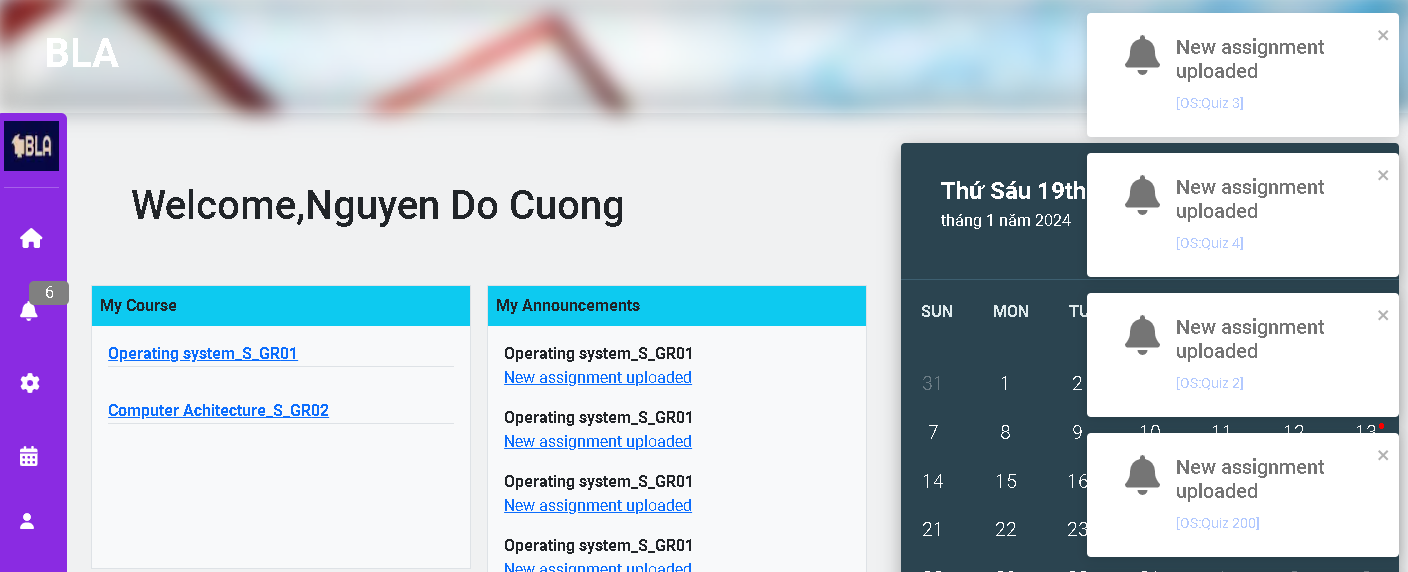 BLA
BLA
6
Welcome,Nguyen Do Cuong
My Course
Operating system_S_GR01
Computer Achitecture_S_GR02
My Announcements
Operating system_S_GR01
New assignment uploaded
Operating system_S_GR01
New assignment uploaded
Operating system_S_GR01
New assignment uploaded
Operating system_S_GR01
New assignment uploaded
Thứ Sáu 19th
tháng 1 năm 2024
SUN MON TU
31 1 2
7 8 9 10 11 12 13
14 15 16
21 22 23
New assignment
uploaded
[OS:Quiz 3]
New assignment
uploaded
[OS:Quiz 4]
New assignment
uploaded
[OS:Quiz 2]
New assignment
uploaded
[OS:Quiz 200]